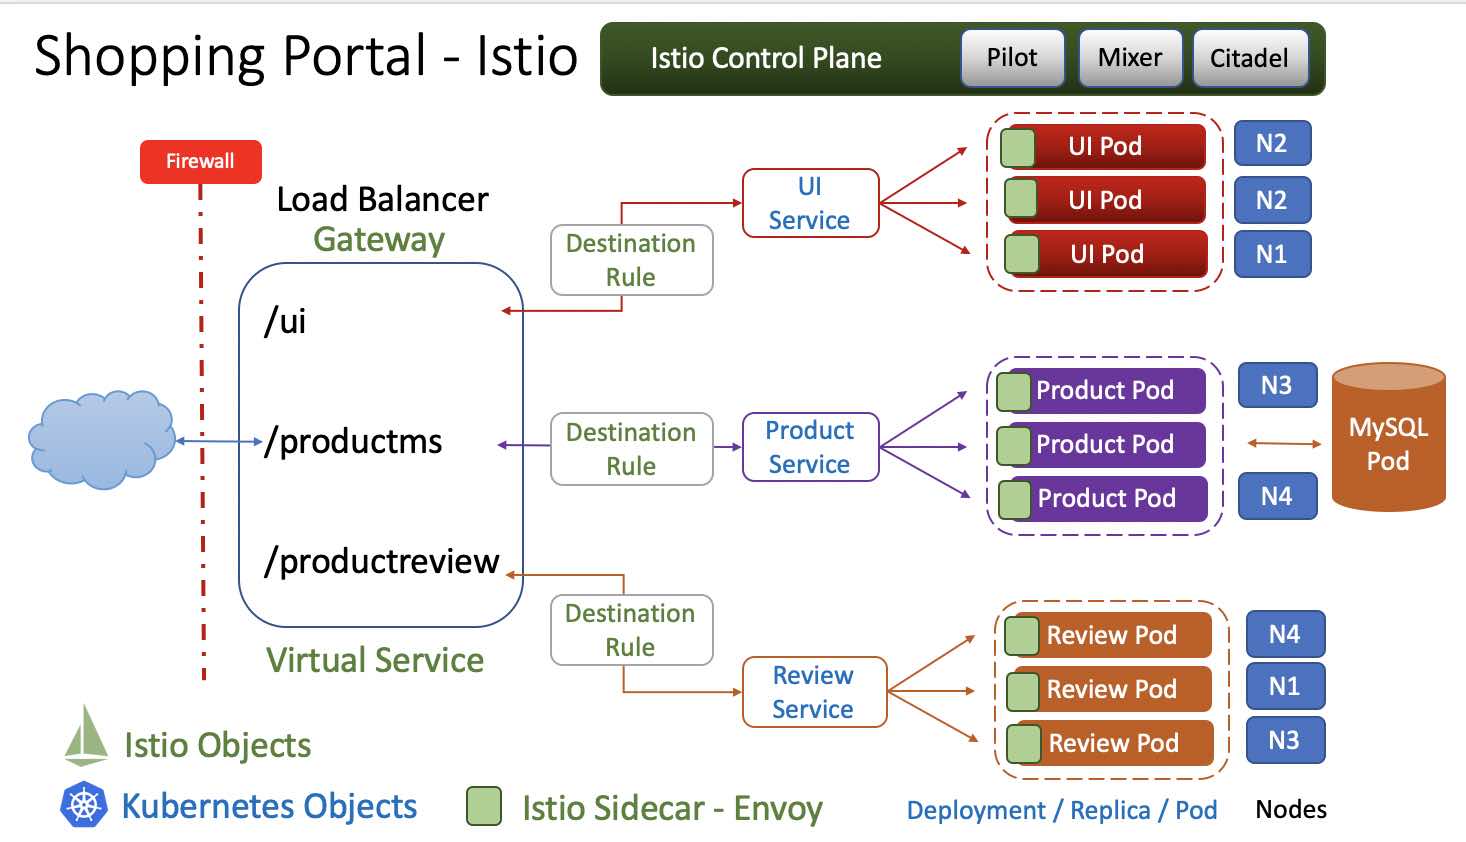 Shopping Portal - Istio
Istio Control Plane
Pilot
Mixer
Citadel
Firewall
Load Balancer
Gateway
/ui
/productms
/productreview
Virtual Service
Destination
Rule
UI
Service
UI Pod
UI Pod
UI Pod
N2
N2
N1
Destination
Rule
Product
Service
Product Pod
Product Pod
Product Pod
N3
N4
MySQL
Pod
Destination
Rule
Review
Service
Review Pod
Review Pod
Review Pod
N4
N1
N3
Istio Objects
Kubernetes Objects
Istio Sidecar - Envoy
Deployment / Replica / Pod
Nodes